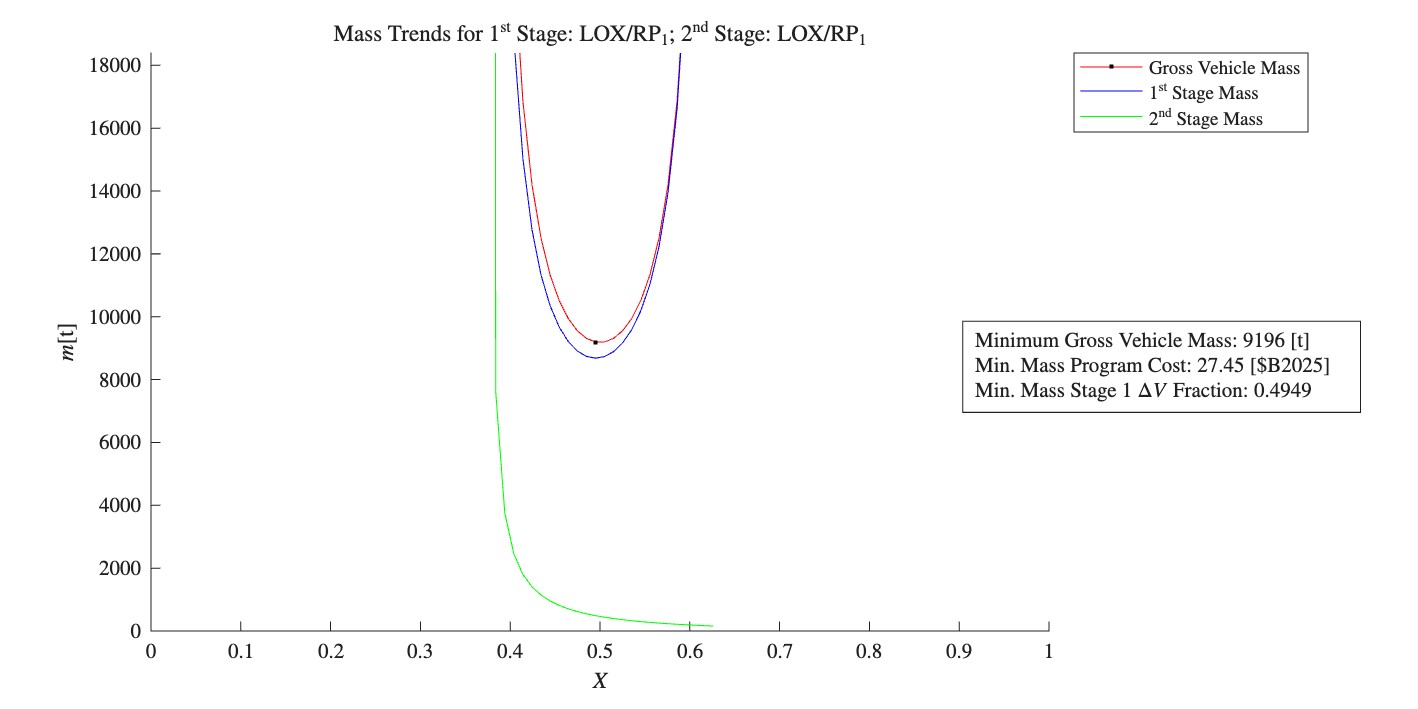 Mass Trends for 1st Stage: LOX/RP1; 2nd Stage: LOX/RP1
Gross Vehicle Mass
1st Stage Mass
2nd Stage Mass
18000
16000
14000
12000
10000
8000
6000
4000
2000
0
m[t]
Minimum Gross Vehicle Mass: 9196 [t]
Min. Mass Program Cost: 27.45 [$B2025]
Min. Mass Stage 1 ΔV Fraction: 0.4949
0 0.1 0.2 0.3 0.4 0.5 0.6 0.7 0.8 0.9 1
X